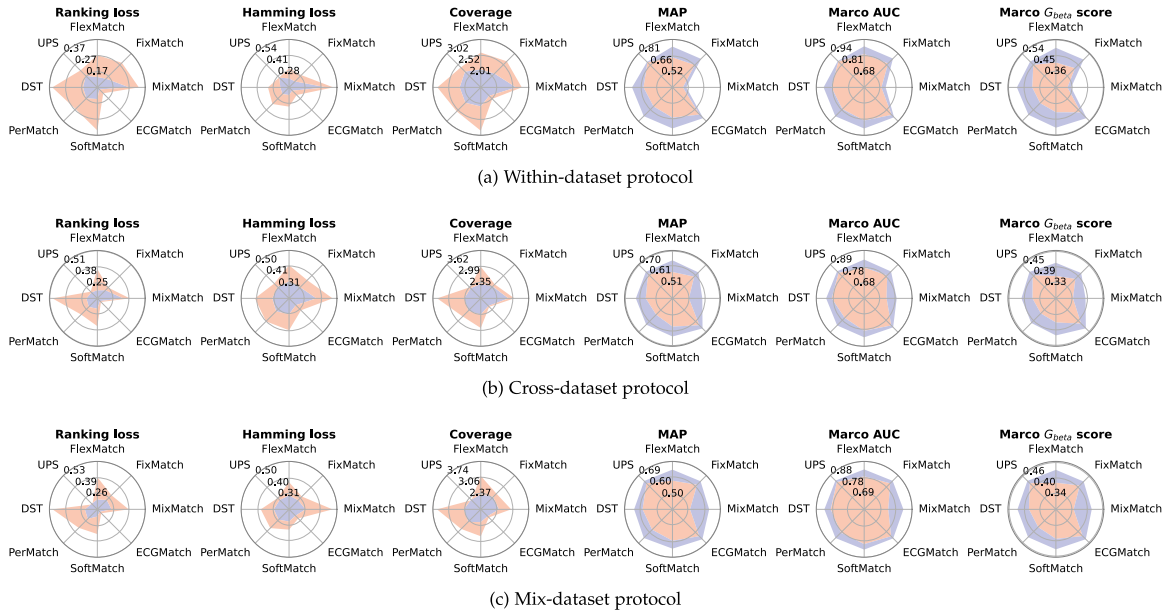 Ranking loss Hamming loss Coverage MAP Marco AUC Marco G_beta score
FlexMatch FlexMatch FlexMatch FlexMatch FlexMatch FlexMatch
UPS FixMatch UPS FixMatch UPS FixMatch UPS FixMatch UPS FixMatch UPS FixMatch
0.37 0.54 3.02 0.81 0.94 0.54
0.27 0.41 2.52 0.66 0.81 0.45
0.17 0.28 2.01 0.52 0.68 0.36
DST MixMatch DST MixMatch DST MixMatch DST MixMatch DST MixMatch DST MixMatch
PerMatch ECGMatch PerMatch ECGMatch PerMatch ECGMatch PerMatch ECGMatch PerMatch ECGMatch PerMatch ECGMatch
SoftMatch SoftMatch SoftMatch SoftMatch SoftMatch SoftMatch
(a) Within-dataset protocol
Ranking loss Hamming loss Coverage MAP Marco AUC Marco G_beta score
FlexMatch FlexMatch FlexMatch FlexMatch FlexMatch FlexMatch
UPS FixMatch UPS FixMatch UPS FixMatch UPS FixMatch UPS FixMatch UPS FixMatch
0.51 0.50 3.62 0.70 0.89 0.45
0.38 0.41 2.99 0.61 0.78 0.39
0.25 0.31 2.35 0.51 0.68 0.33
DST MixMatch DST MixMatch DST MixMatch DST MixMatch DST MixMatch DST MixMatch
PerMatch ECGMatch PerMatch ECGMatch PerMatch ECGMatch PerMatch ECGMatch PerMatch ECGMatch PerMatch ECGMatch
SoftMatch SoftMatch SoftMatch SoftMatch SoftMatch SoftMatch
(b) Cross-dataset protocol
Ranking loss Hamming loss Coverage MAP Marco AUC Marco G_beta score
FlexMatch FlexMatch FlexMatch FlexMatch FlexMatch FlexMatch
UPS FixMatch UPS FixMatch UPS FixMatch UPS FixMatch UPS FixMatch UPS FixMatch
0.53 0.50 3.74 0.69 0.88 0.46
0.39 0.40 3.06 0.60 0.78 0.40
0.26 0.31 2.37 0.50 0.69 0.34
DST MixMatch DST MixMatch DST MixMatch DST MixMatch DST MixMatch DST MixMatch
PerMatch ECGMatch PerMatch ECGMatch PerMatch ECGMatch PerMatch ECGMatch PerMatch ECGMatch PerMatch ECGMatch
SoftMatch SoftMatch SoftMatch SoftMatch SoftMatch SoftMatch
(c) Mix-dataset protocol